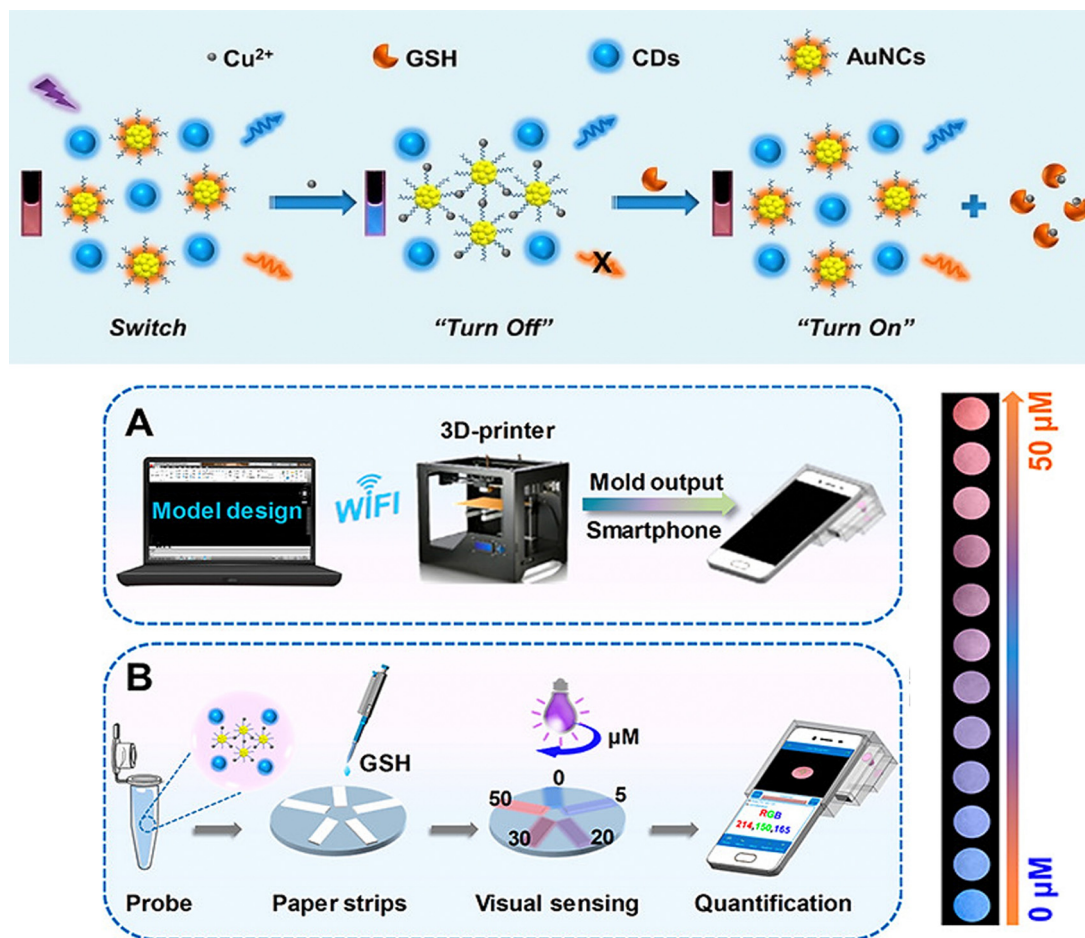 Cu²⁺
GSH
CDs
AuNCs
X
Switch
“Turn Off”
“Turn On”
A
3D-printer
Model design
WIFI
Mold output
Smartphone
50 μM
B
GSH
μM
0
5
50
30
20
RGB
214,150,165
Probe
Paper strips
Visual sensing
Quantification
0 μM